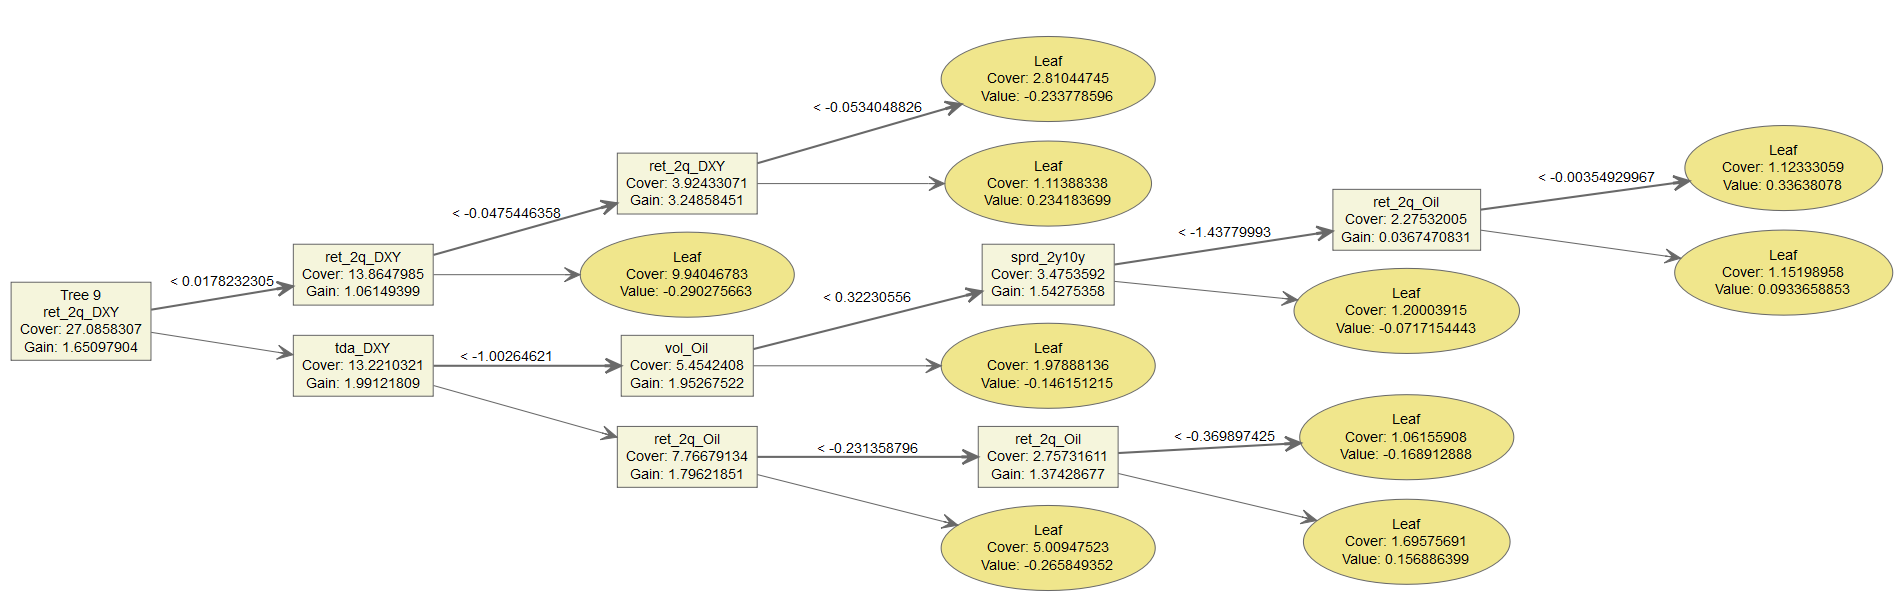 Tree 9
ret_2q_DXY
Cover: 27.0858307
Gain: 1.65097904
< 0.0178232305
ret_2q_DXY
Cover: 13.8647985
Gain: 1.06149399
tda_DXY
Cover: 13.2210321
Gain: 1.99121809
< -0.0475446358
< -1.00264621
ret_2q_DXY
Cover: 3.92433071
Gain: 3.24858451
Leaf
Cover: 9.94046783
Value: -0.290275663
vol_Oil
Cover: 5.4542408
Gain: 1.95267522
ret_2q_Oil
Cover: 7.76679134
Gain: 1.79621851
< -0.0534048826
< 0.32230556
< -0.231358796
Leaf
Cover: 2.81044745
Value: -0.233778596
Leaf
Cover: 1.11388338
Value: 0.234183699
sprd_2y10y
Cover: 3.4753592
Gain: 1.54275358
Leaf
Cover: 1.97888136
Value: -0.146151215
ret_2q_Oil
Cover: 2.75731611
Gain: 1.37428677
Leaf
Cover: 5.00947523
Value: -0.265849352
< -1.43779993
< -0.369897425
ret_2q_Oil
Cover: 2.27532005
Gain: 0.0367470831
Leaf
Cover: 1.20003915
Value: -0.0717154443
Leaf
Cover: 1.06155908
Value: -0.168912888
Leaf
Cover: 1.69575691
Value: 0.156886399
< -0.00354929967
Leaf
Cover: 1.12333059
Value: 0.33638078
Leaf
Cover: 1.15198958
Value: 0.0933658853